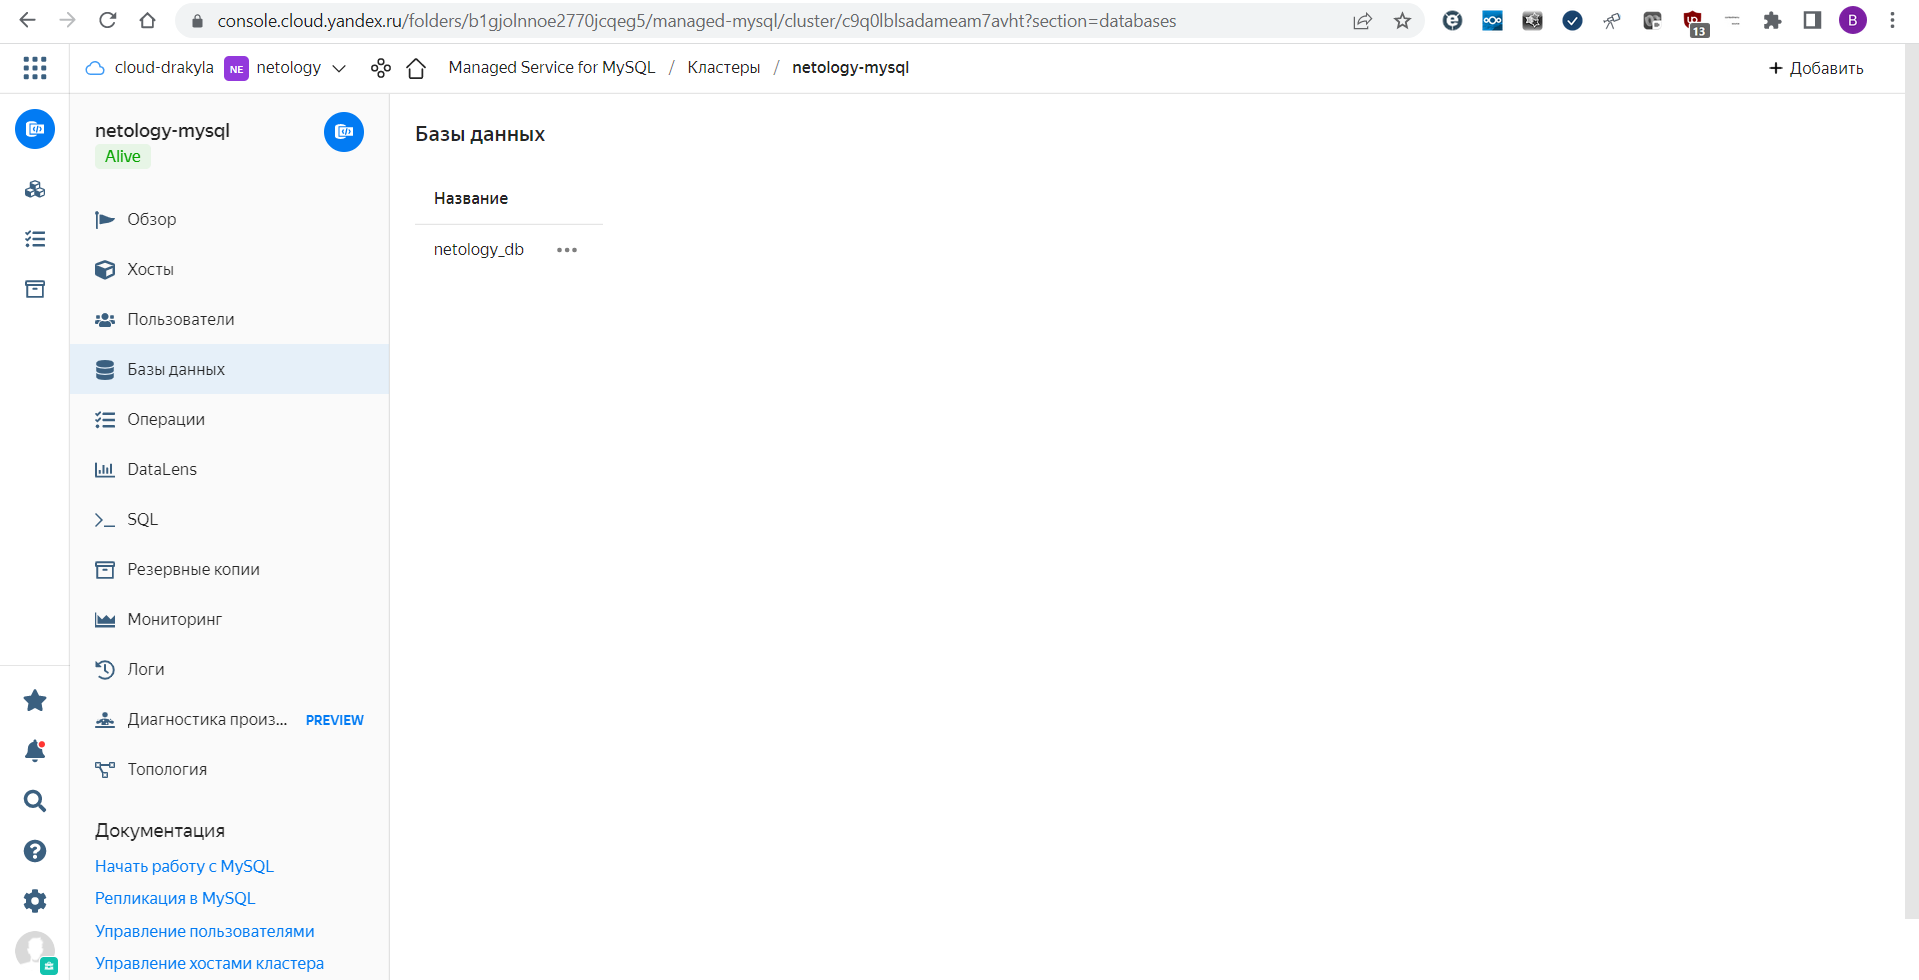 console.cloud.yandex.ru/folders/b1gjolnnoe2770jcqeg5/managed-mysql/cluster/c9q0lblsadameam7avht?section=databases
13
B
cloud-drakyla NE netology Managed Service for MySQL / Кластеры / netology-mysql
+ Добавить
netology-mysql
Alive
Обзор
Хосты
Пользователи
Базы данных
Операции
DataLens
SQL
Резервные копии
Мониторинг
Логи
Диагностика произ... PREVIEW
Топология
Документация
Начать работу с MySQL
Репликация в MySQL
Управление пользователями
Управление хостами кластера
Базы данных
Название
netology_db